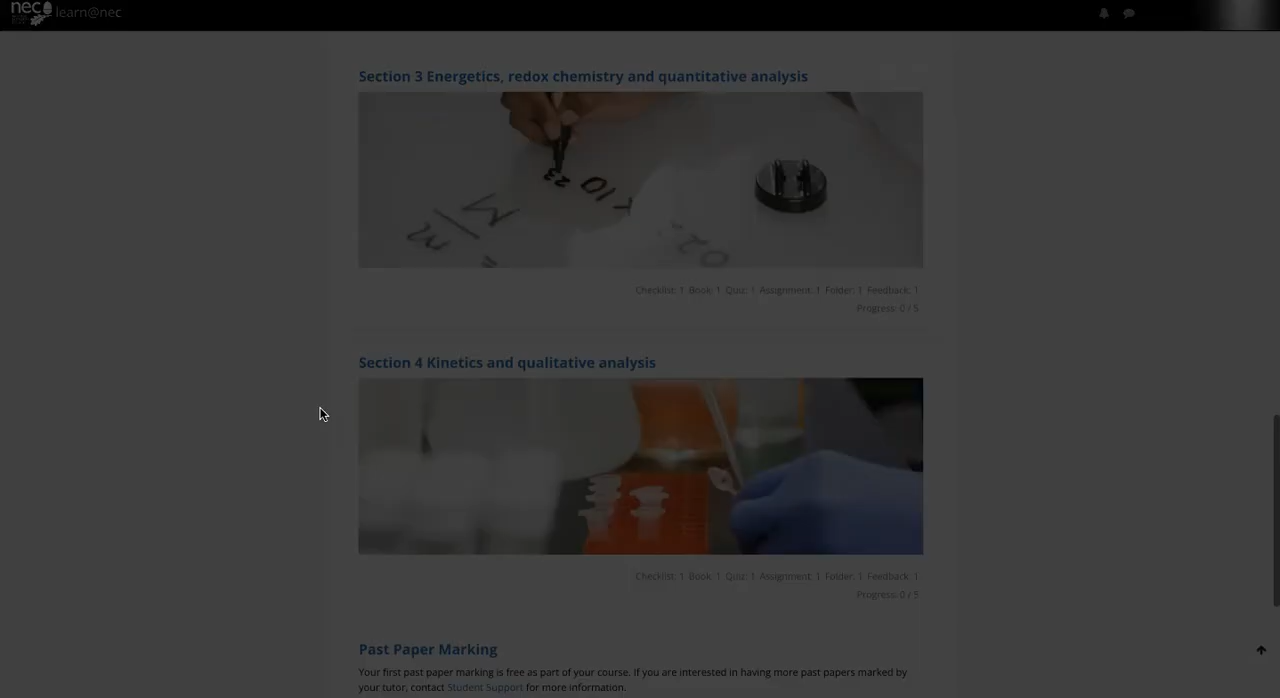 nec learn@nec
Section 3 Energetics, redox chemistry and quantitative analysis
Checklist: 1 Book: 1 Quiz: 1 Assignment: 1 Folder: 1 Feedback: 1
Progress: 0 / 5
Section 4 Kinetics and qualitative analysis
Checklist: 1 Book: 1 Quiz: 1 Assignment: 1 Folder: 1 Feedback: 1
Progress: 0 / 5
Past Paper Marking
Your first past paper marking is free as part of your course. If you are interested in having more past papers marked by
your tutor, contact Student Support for more information.